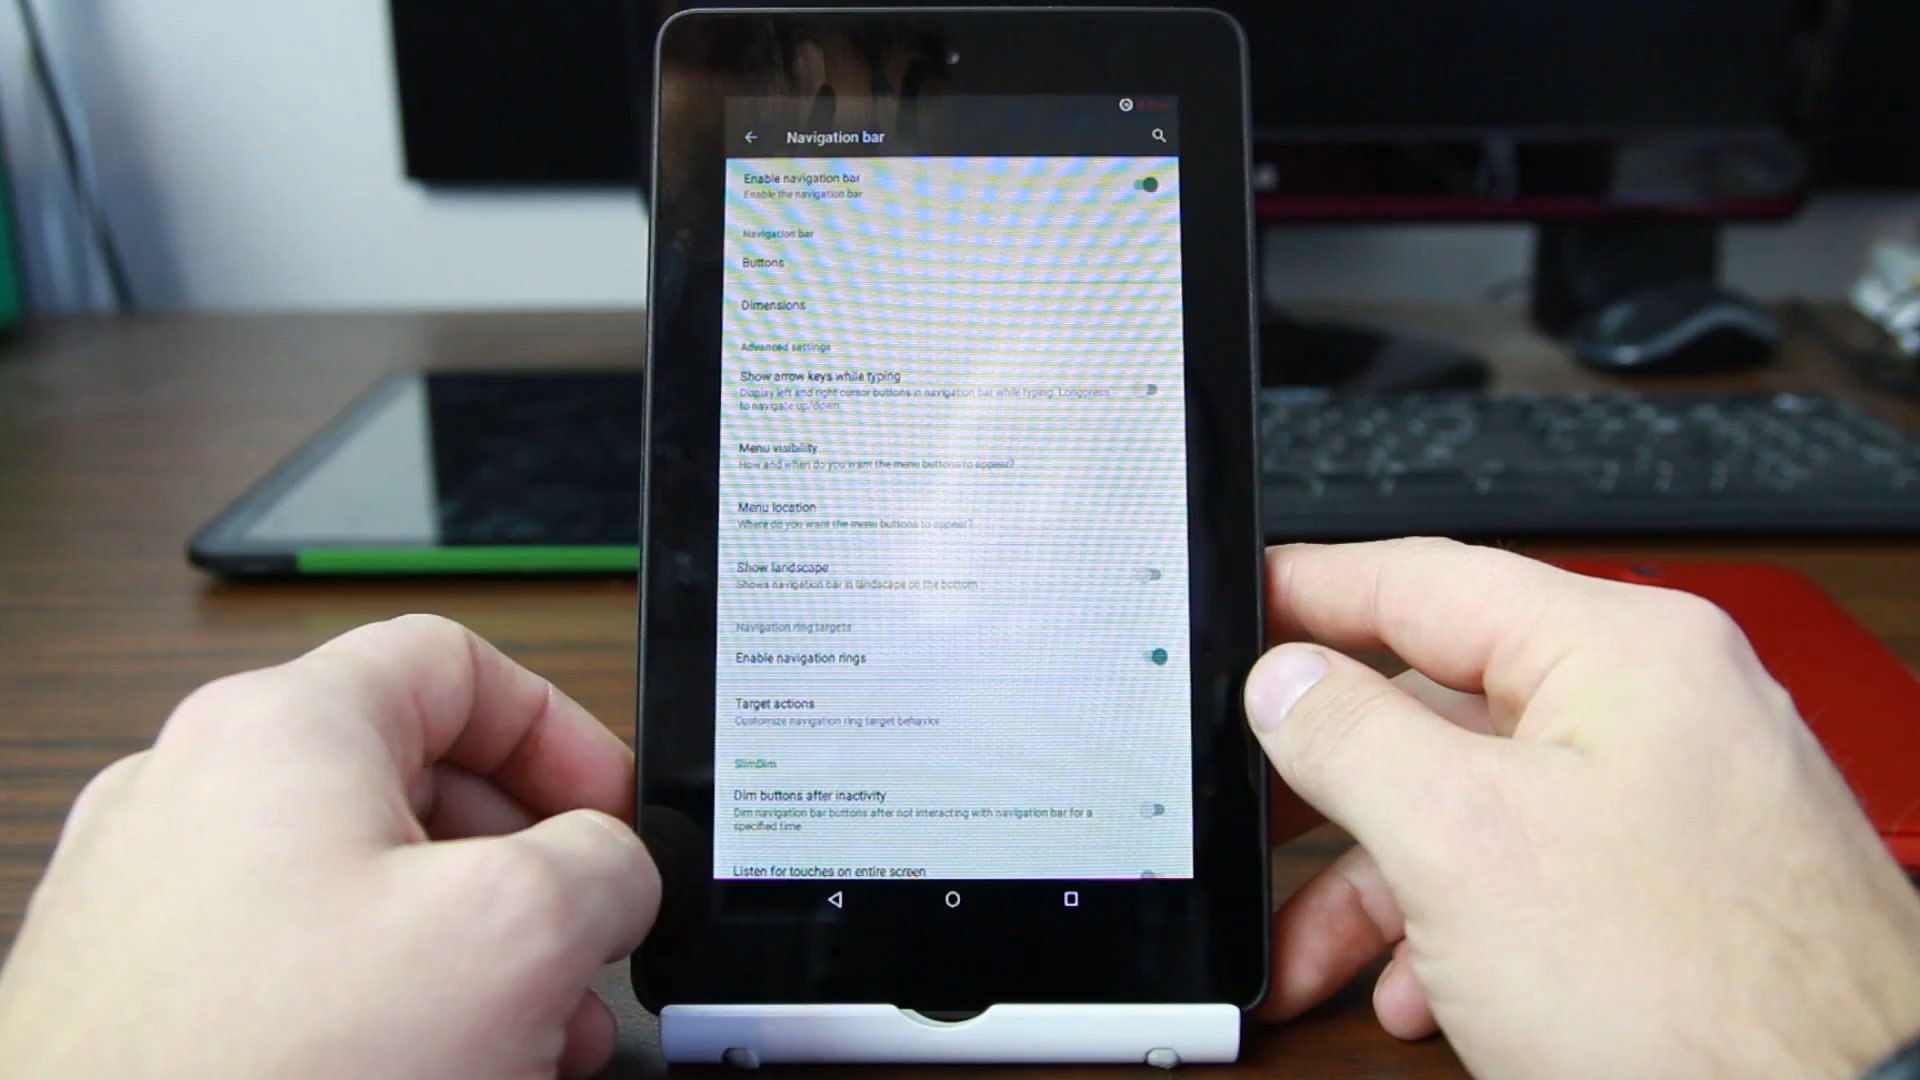 Navigation bar
Enable navigation bar
Enable the navigation bar
Navigation bar
Buttons
Dimensions
Advanced settings
Show arrow keys while typing
Display left and right cursor buttons in navigation bar while typing. Longpress
to navigate up/down.
Menu visibility
How and when do you want the menu buttons to appear?
Menu location
Where do you want the menu buttons to appear?
Show landscape
Shows navigation bar in landscape on the bottom
Navigation ring targets
Enable navigation rings
Target actions
Customize navigation ring target behavior
SlimDim
Dim buttons after inactivity
Dim navigation bar buttons after not interacting with navigation bar for a
specified time
Listen for touches on entire screen